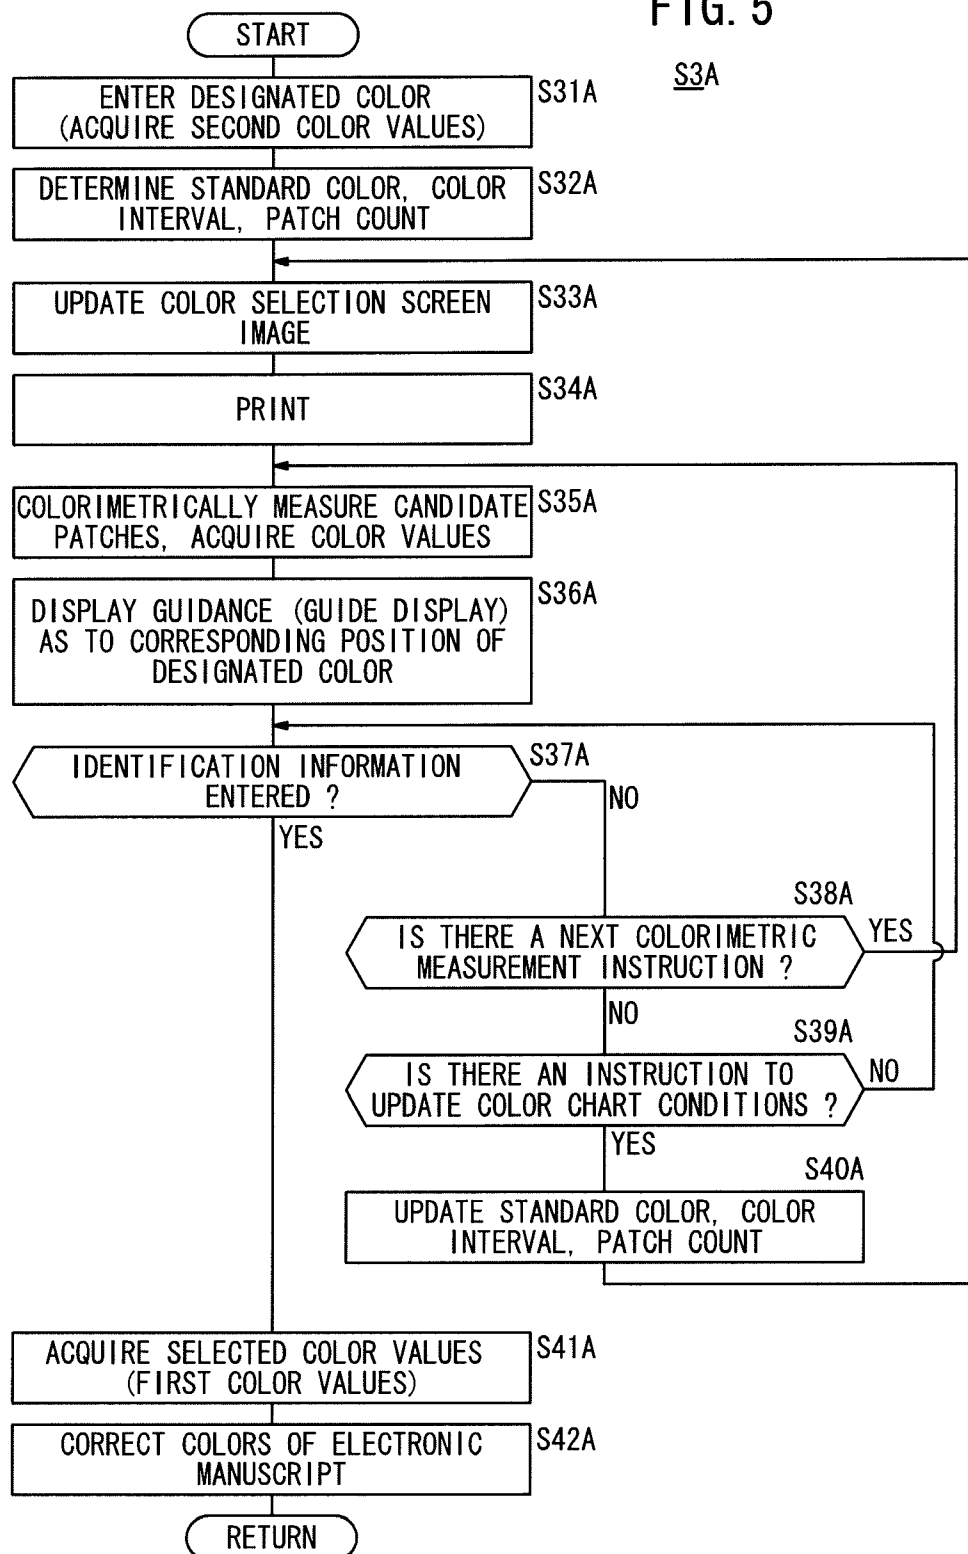 FIG. 5
S3A
START
ENTER DESIGNATED COLOR
(ACQUIRE SECOND COLOR VALUES)
S31A
DETERMINE STANDARD COLOR, COLOR
INTERVAL, PATCH COUNT
S32A
UPDATE COLOR SELECTION SCREEN
IMAGE
S33A
PRINT
S34A
COLORIMETRICALLY MEASURE CANDIDATE
PATCHES, ACQUIRE COLOR VALUES
S35A
DISPLAY GUIDANCE (GUIDE DISPLAY)
AS TO CORRESPONDING POSITION OF
DESIGNATED COLOR
S36A
IDENTIFICATION INFORMATION
ENTERED ?
S37A
NO
YES
S38A
IS THERE A NEXT COLORIMETRIC
MEASUREMENT INSTRUCTION ?
YES
NO
S39A
IS THERE AN INSTRUCTION TO
UPDATE COLOR CHART CONDITIONS ?
NO
YES
S40A
UPDATE STANDARD COLOR, COLOR
INTERVAL, PATCH COUNT
ACQUIRE SELECTED COLOR VALUES
(FIRST COLOR VALUES)
S41A
CORRECT COLORS OF ELECTRONIC
MANUSCRIPT
S42A
RETURN